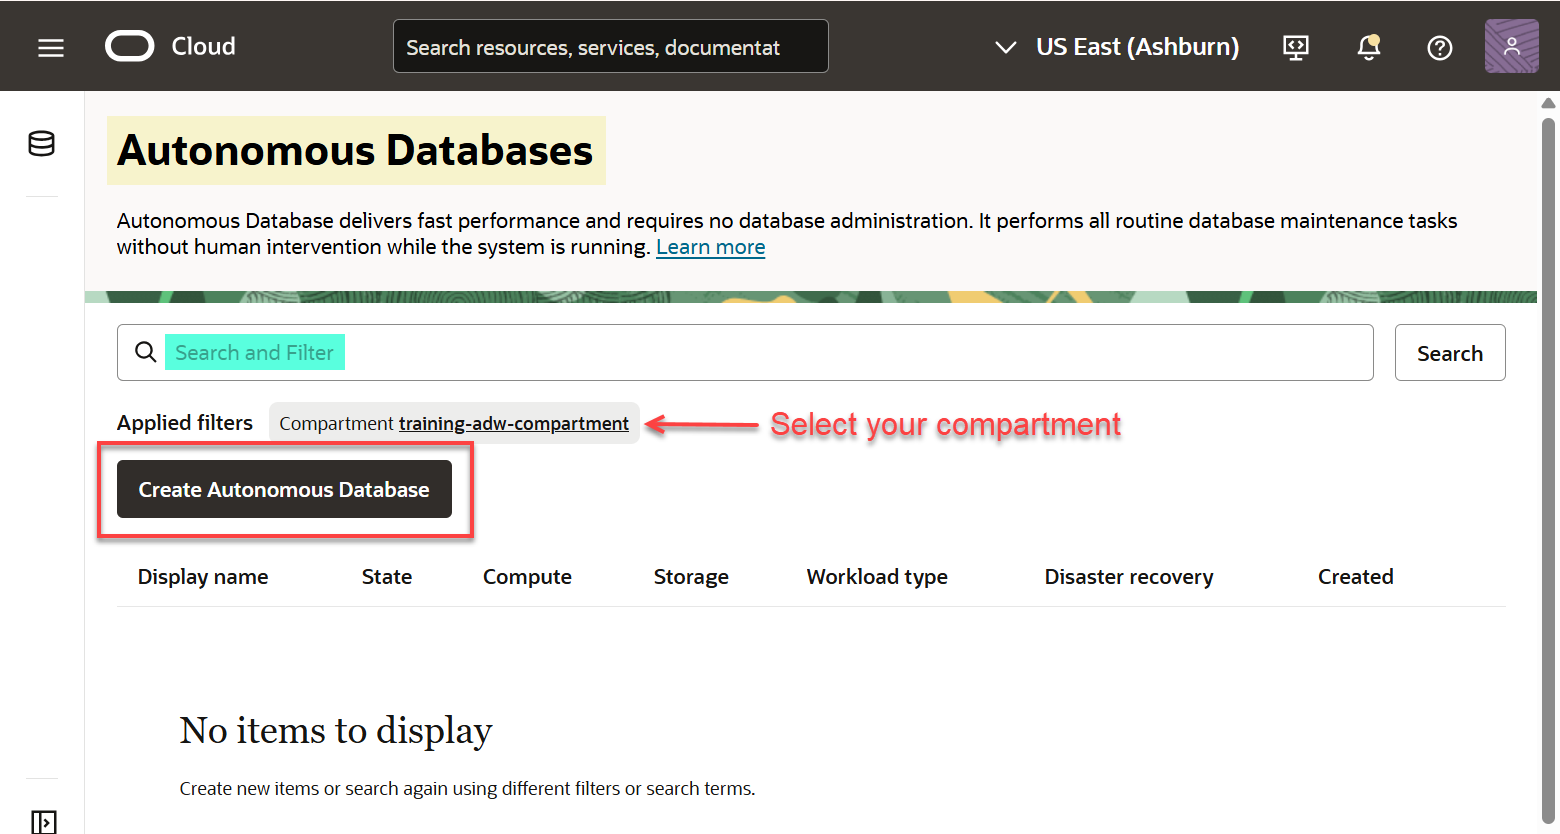 Cloud
Search resources, services, documentat
US East (Ashburn)
Autonomous Databases
Autonomous Database delivers fast performance and requires no database administration. It performs all routine database maintenance tasks
without human intervention while the system is running. Learn more
Search and Filter
Search
Applied filters
Compartment training-adw-compartment
Select your compartment
Create Autonomous Database
Display name State Compute Storage Workload type Disaster recovery Created
No items to display
Create new items or search again using different filters or search terms.